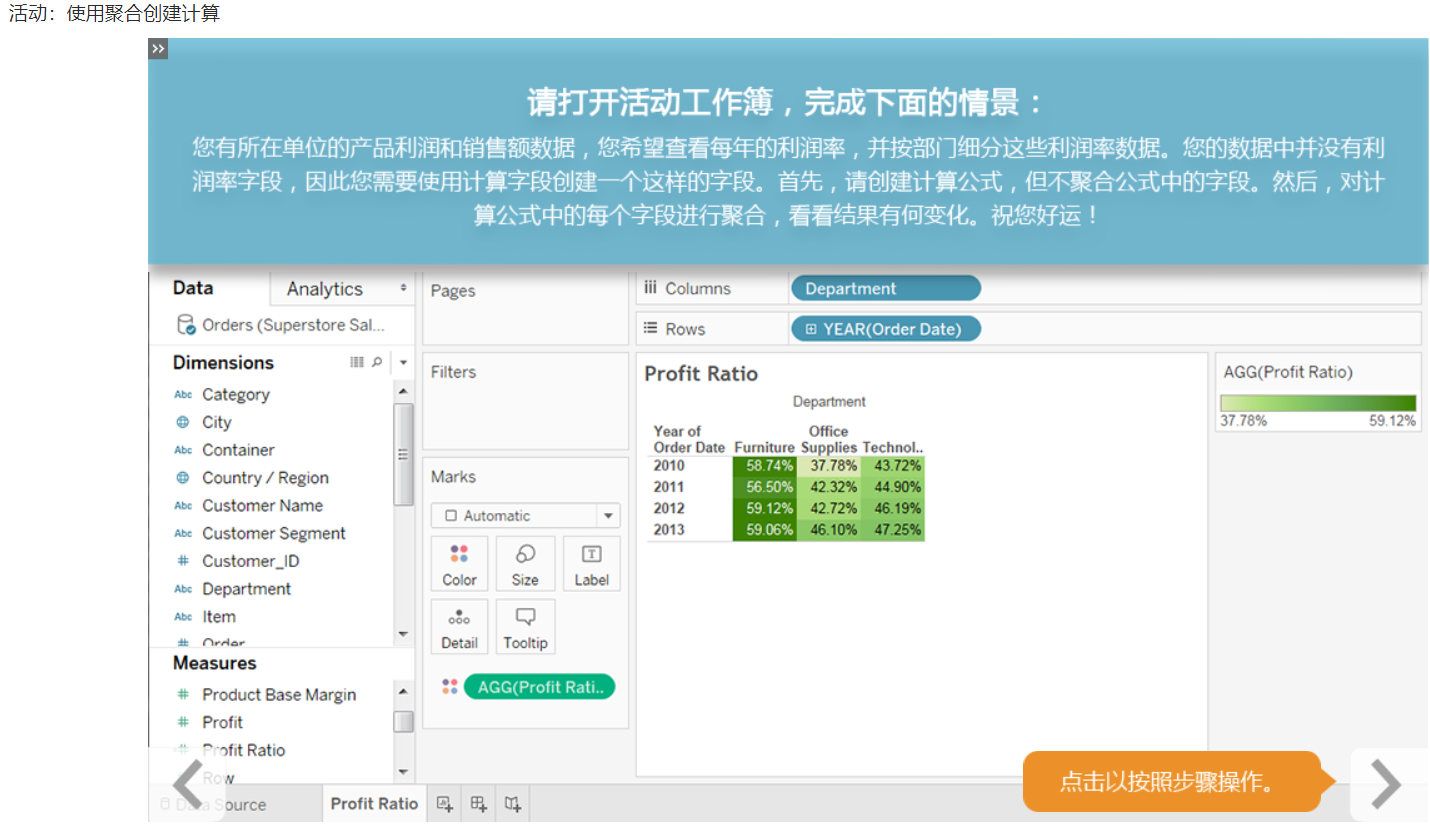 活动：使用聚合创建计算
请打开活动工作簿，完成下面的情景：
您有所在单位的产品利润和销售额数据，您希望查看每年的利润率，并按部门细分这些利润率数据。您的数据中并没有利
润率字段，因此您需要使用计算字段创建一个这样的字段。首先，请创建计算公式，但不聚合公式中的字段。然后，对计
算公式中的每个字段进行聚合，看看结果有何变化。祝您好运！
Data
Analytics
Orders (Superstore Sal...
Dimensions
Abc Category
City
Abc Container
Country / Region
Abc Customer Name
Abc Customer Segment
# Customer_ID
Abc Department
Abc Item
# Order
Measures
# Product Base Margin
# Profit
# Profit Ratio
Row
Pages
Filters
Marks
Automatic
Color Size Label
Detail Tooltip
AGG(Profit Rati..
iii Columns Department
Rows YEAR(Order Date)
Profit Ratio
Department
Year of Office
Order Date Furniture Supplies Technol..
2010 58.74% 37.78% 43.72%
2011 56.50% 42.32% 44.90%
2012 59.12% 42.72% 46.19%
2013 59.06% 46.10% 47.25%
AGG(Profit Ratio)
37.78% 59.12%
点击以按照步骤操作。
Data Source Profit Ratio